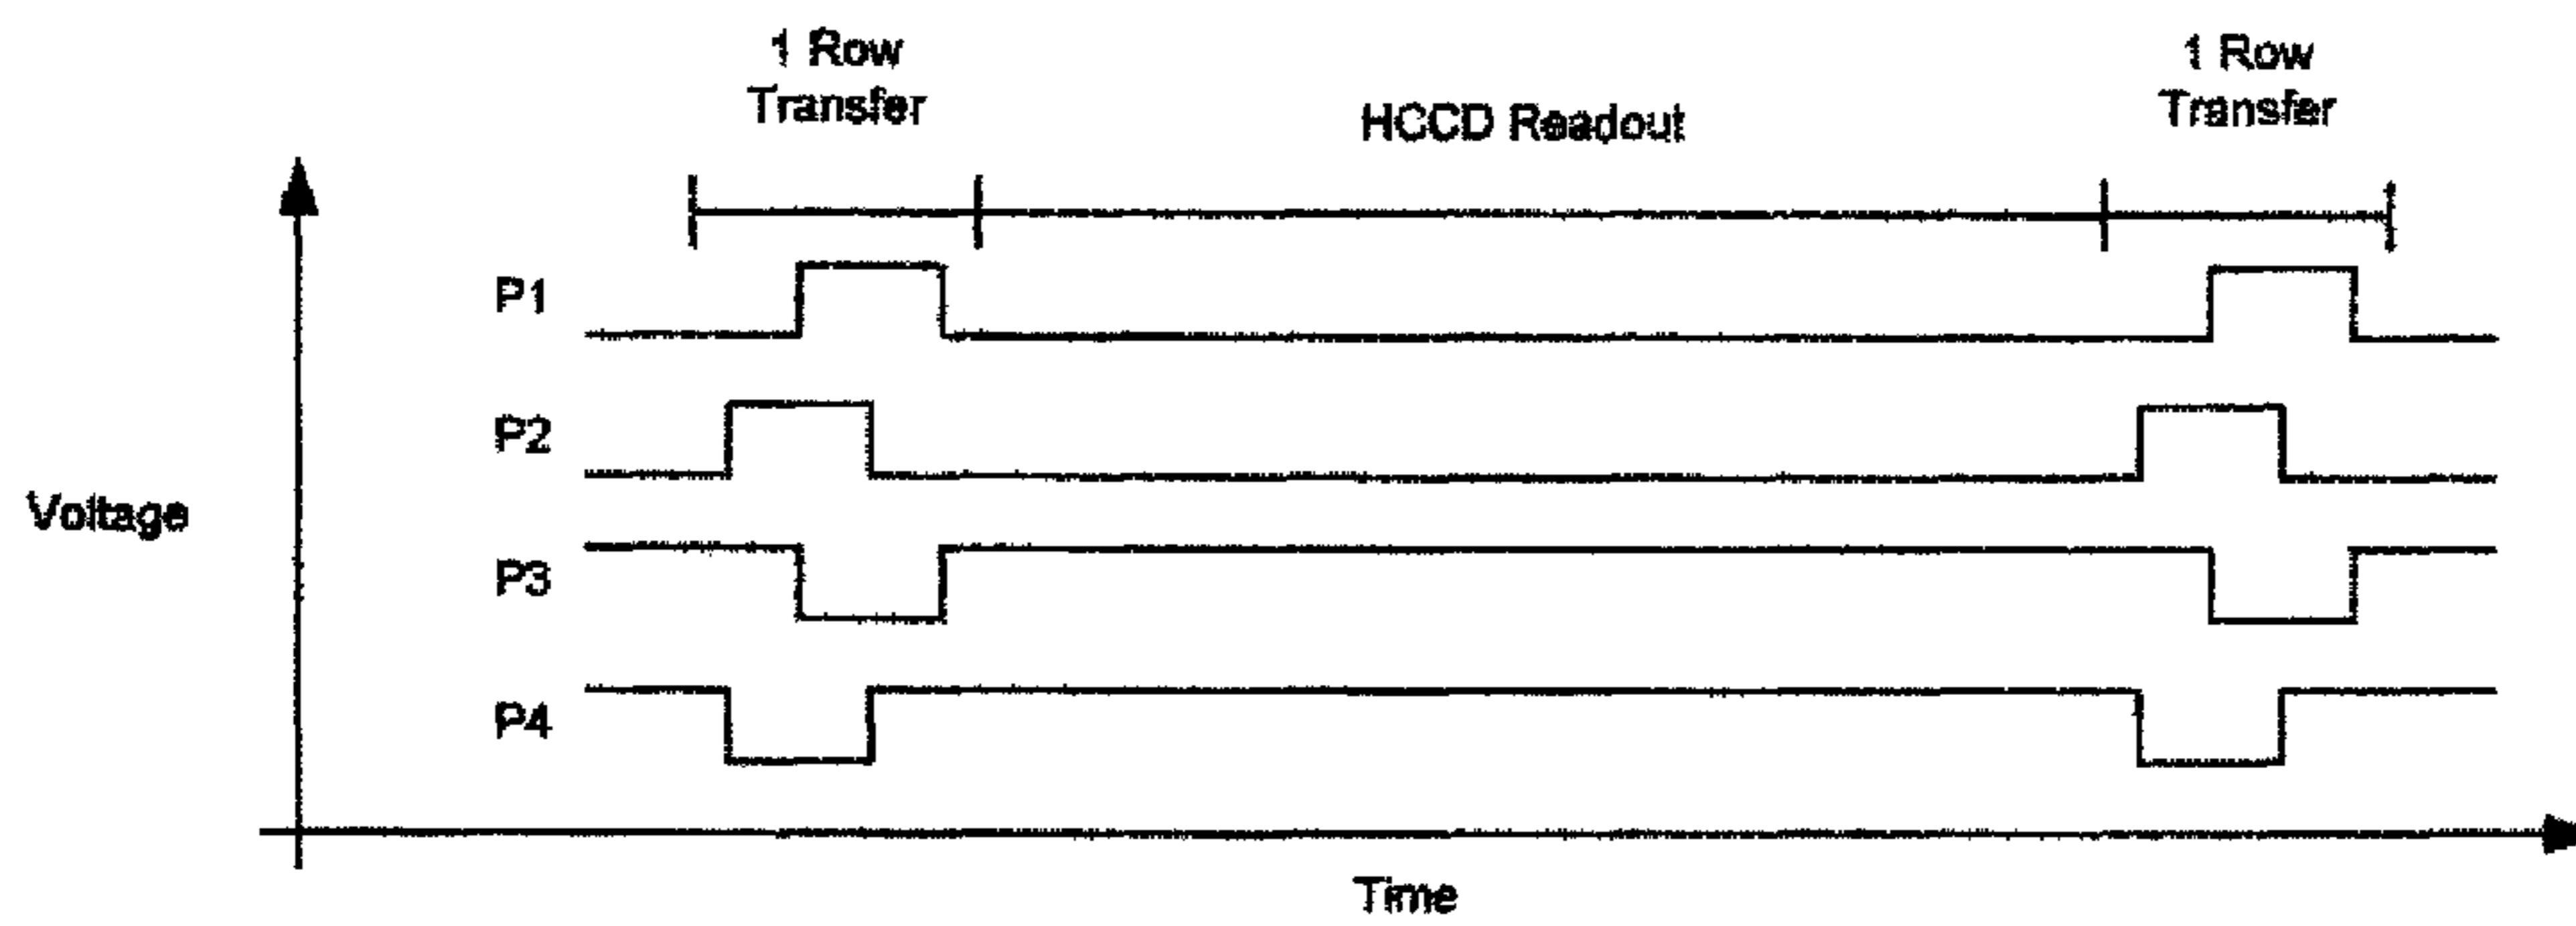 1 Row
Transfer
HCCD Readout
1 Row
Transfer
P1
P2
Voltage
P3
P4
Time